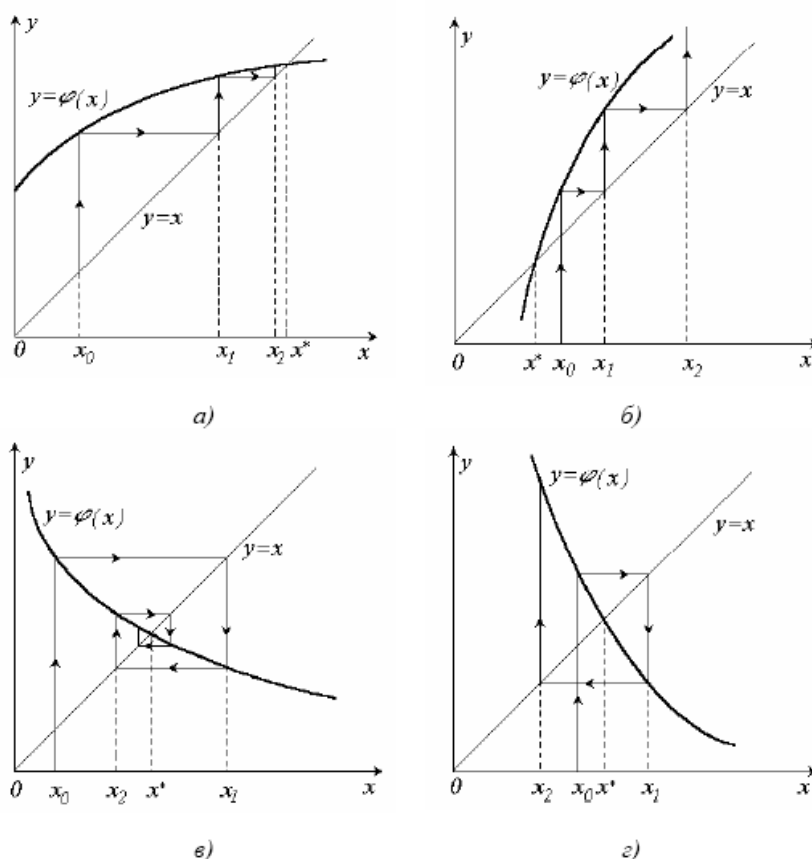 y
y=φ(x)
y=x
0 x₀ x₁ x₂ x* x
а)
y
y=φ(x)
y=x
0 x* x₀ x₁ x₂ x
б)
y
y=φ(x)
y=x
0 x₀ x₂ x* x₁ x
в)
y
y=φ(x)
y=x
0 x₂ x₀ x* x₁ x
г)